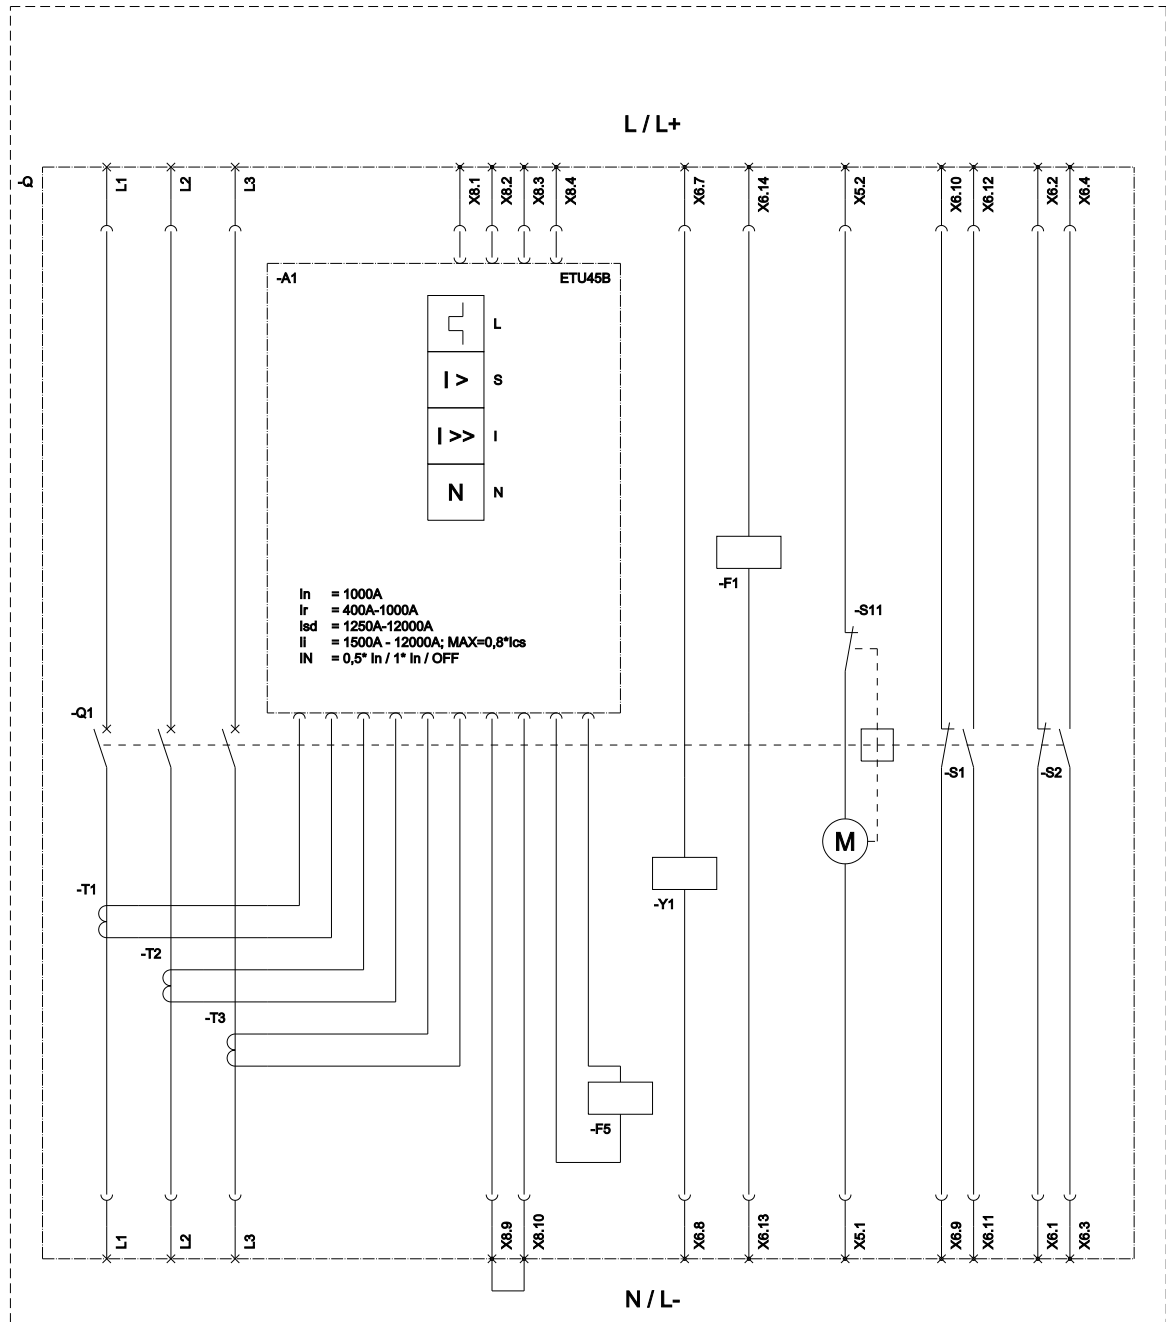 L / L+
-Q
L1
L2
L3
X8.1
X8.2
X8.3
X8.4
X6.7
X6.14
X5.2
X6.10
X6.12
X6.2
X6.4
-A1
ETU45B
L
I >
S
I >>
I
N
N
-F1
In = 1000A
Ir = 400A-1000A
Isd = 1250A-12000A
Ii = 1500A - 12000A; MAX=0,8*Ics
IN = 0,5* In / 1* In / OFF
-S11
-Q1
-S1
-S2
M
-T1
-Y1
-T2
-T3
-F5
L1
L2
L3
X8.9
X8.10
X6.8
X6.13
X5.1
X6.9
X6.11
X6.1
X6.3
N / L-